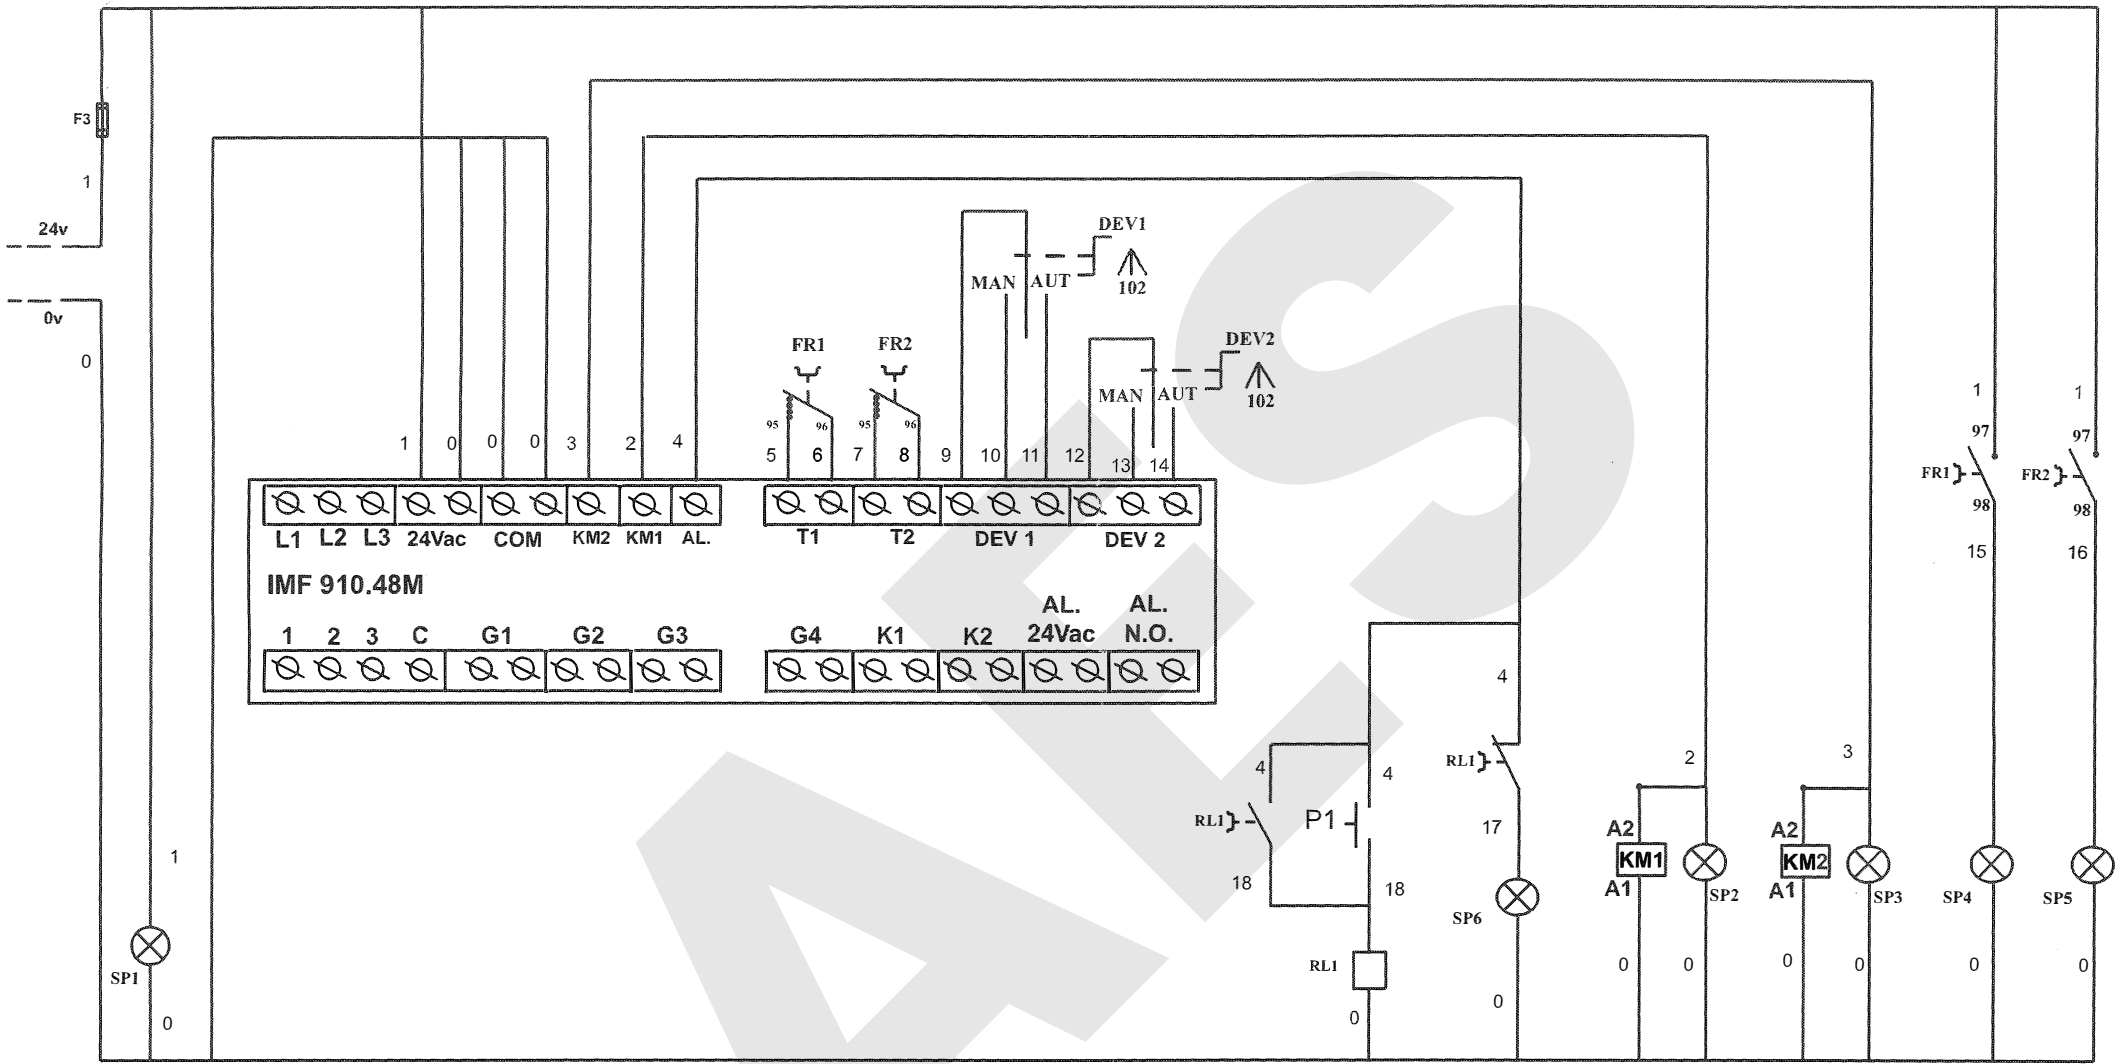 F3
1
24v
0v
0
DEV1
MAN AUT
102
FR1 FR2
DEV2
MAN AUT
102
95 96 95 96
1 0 0 0 3 2 4 5 6 7 8 9 10 11 12 13 14
L1 L2 L3 24Vac COM KM2 KM1 AL. T1 T2 DEV 1 DEV 2
IMF 910.48M
AL. AL.
1 2 3 C G1 G2 G3 G4 K1 K2 24Vac N.O.
1 1
97 97
FR1 FR2
98 98
15 16
4
2 3
RL1
4 4
RL1 P1 17
A2 A2
KM1 KM2
A1 A1
1
18 18
SP2 SP3 SP4 SP5
SP6
SP1
RL1
0 0 0 0 0 0
0
0
0
AES